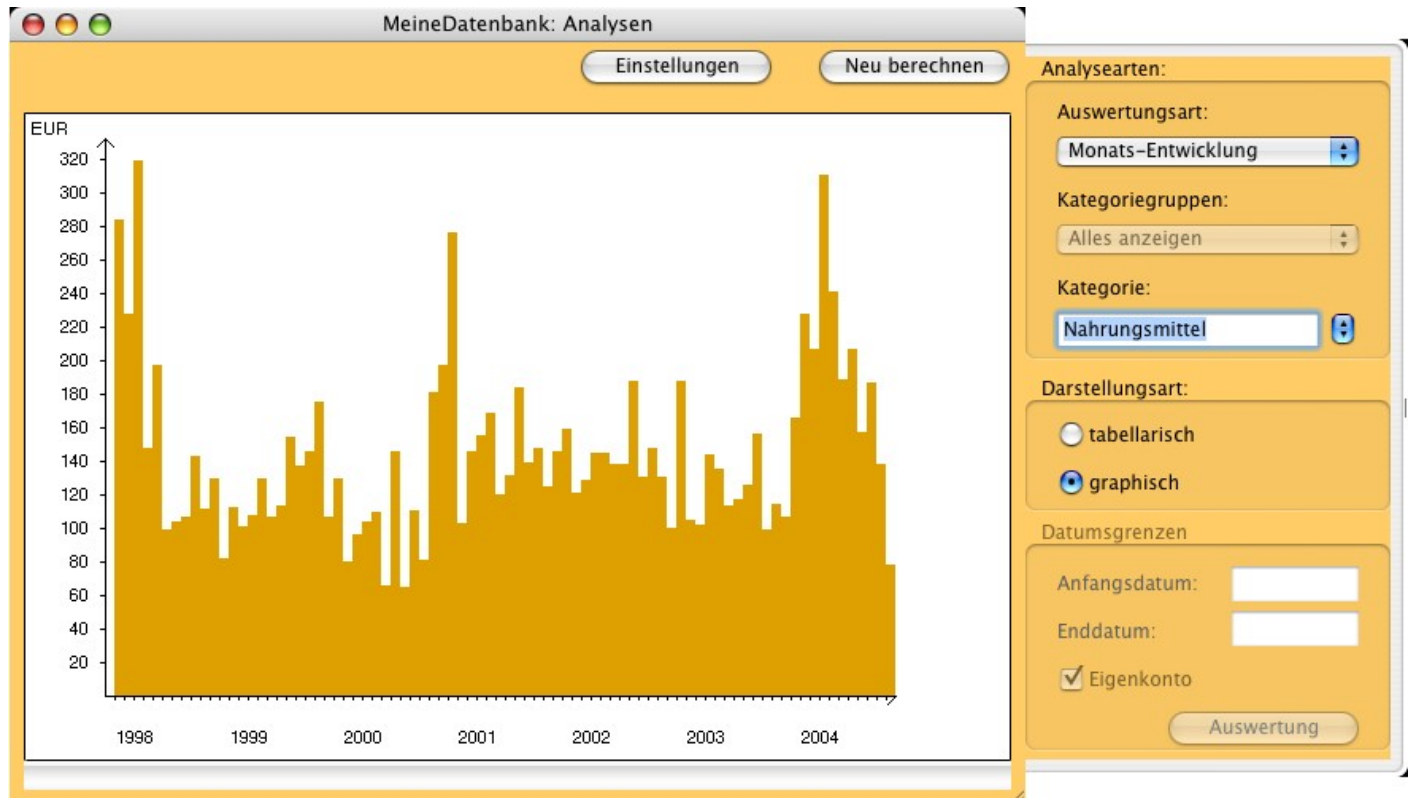 MeineDatenbank: Analysen
Einstellungen
Neu berechnen
EUR
320
300
280
260
240
220
200
180
160
140
120
100
80
60
40
20
1998 1999 2000 2001 2002 2003 2004
Analysearten:
Auswertungsart:
Monats-Entwicklung
Kategoriegruppen:
Alles anzeigen
Kategorie:
Nahrungsmittel
Darstellungsart:
tabellarisch
graphisch
Datumsgrenzen
Anfangsdatum:
Enddatum:
Eigenkonto
Auswertung